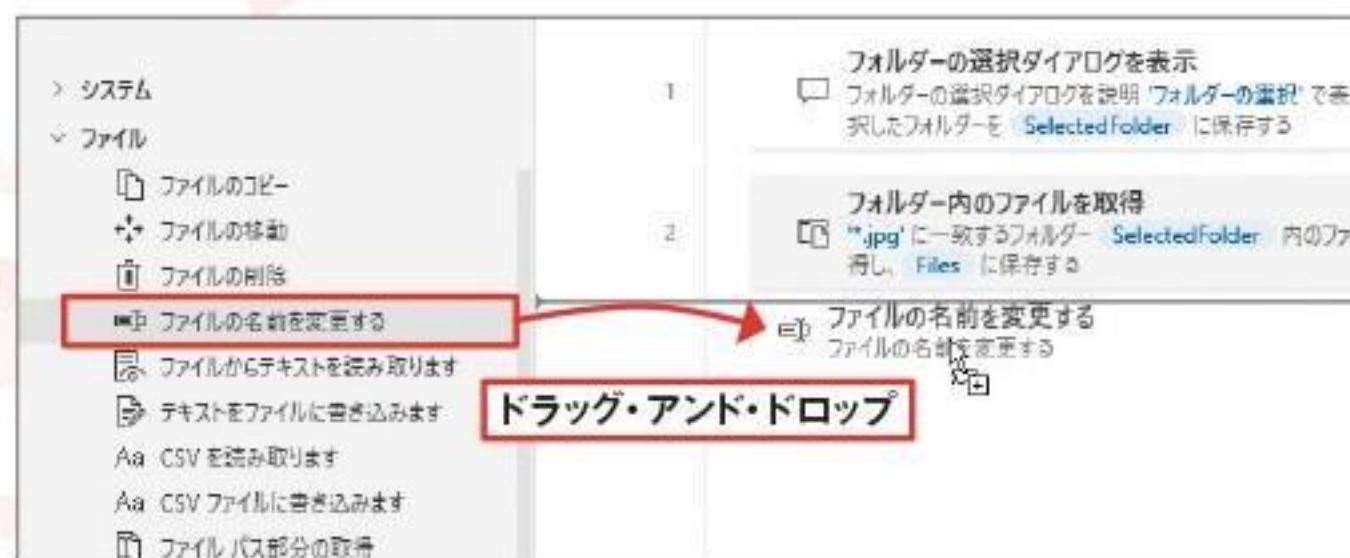 システム
ファイル
ファイルのコピー
ファイルの移動
ファイルの削除
ファイルの名前を変更する
ファイルからテキストを読み取ります
テキストをファイルに書き込みます
Aa CSV を読み取ります
Aa CSV ファイルに書き込みます
ファイル パス部分の取得
1
フォルダーの選択ダイアログを表示
フォルダーの選択ダイアログを説明 'フォルダーの選択' で表
択したフォルダーを SelectedFolder に保存する
2
フォルダー内のファイルを取得
'*.jpg' に一致するフォルダー SelectedFolder 内のファ
得し、 Files に保存する
ファイルの名前を変更する
ファイルの名前を変更する
ドラッグ・アンド・ドロップ